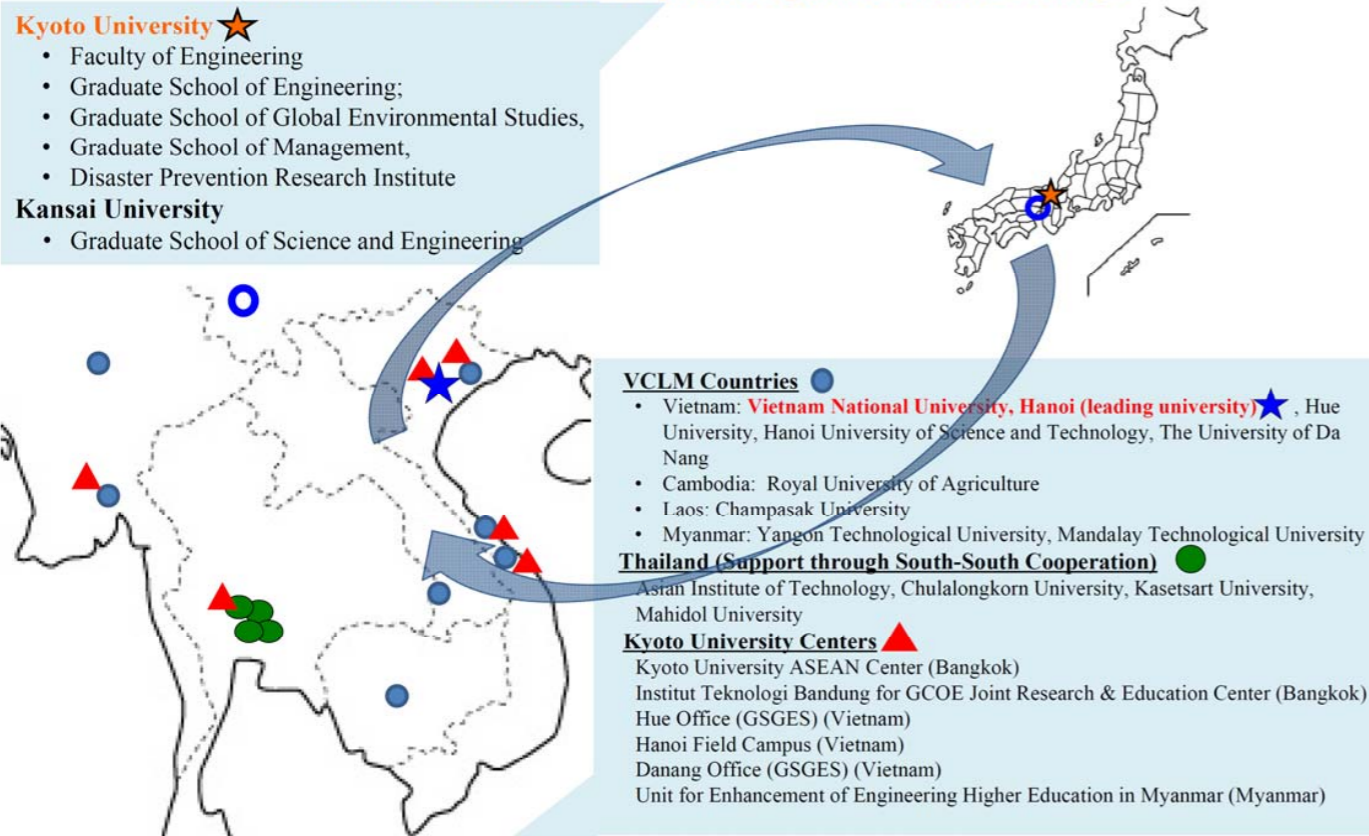 Kyoto University
• Faculty of Engineering
• Graduate School of Engineering;
• Graduate School of Global Environmental Studies,
• Graduate School of Management,
• Disaster Prevention Research Institute
Kansai University
• Graduate School of Science and Engineering
VCLM Countries
• Vietnam: Vietnam National University, Hanoi (leading university) , Hue
University, Hanoi University of Science and Technology, The University of Da
Nang
• Cambodia: Royal University of Agriculture
• Laos: Champasak University
• Myanmar: Yangon Technological University, Mandalay Technological University
Thailand (Support through South-South Cooperation)
Asian Institute of Technology, Chulalongkorn University, Kasetsart University,
Mahidol University
Kyoto University Centers
Kyoto University ASEAN Center (Bangkok)
Institut Teknologi Bandung for GCOE Joint Research & Education Center (Bangkok)
Hue Office (GSGES) (Vietnam)
Hanoi Field Campus (Vietnam)
Danang Office (GSGES) (Vietnam)
Unit for Enhancement of Engineering Higher Education in Myanmar (Myanmar)